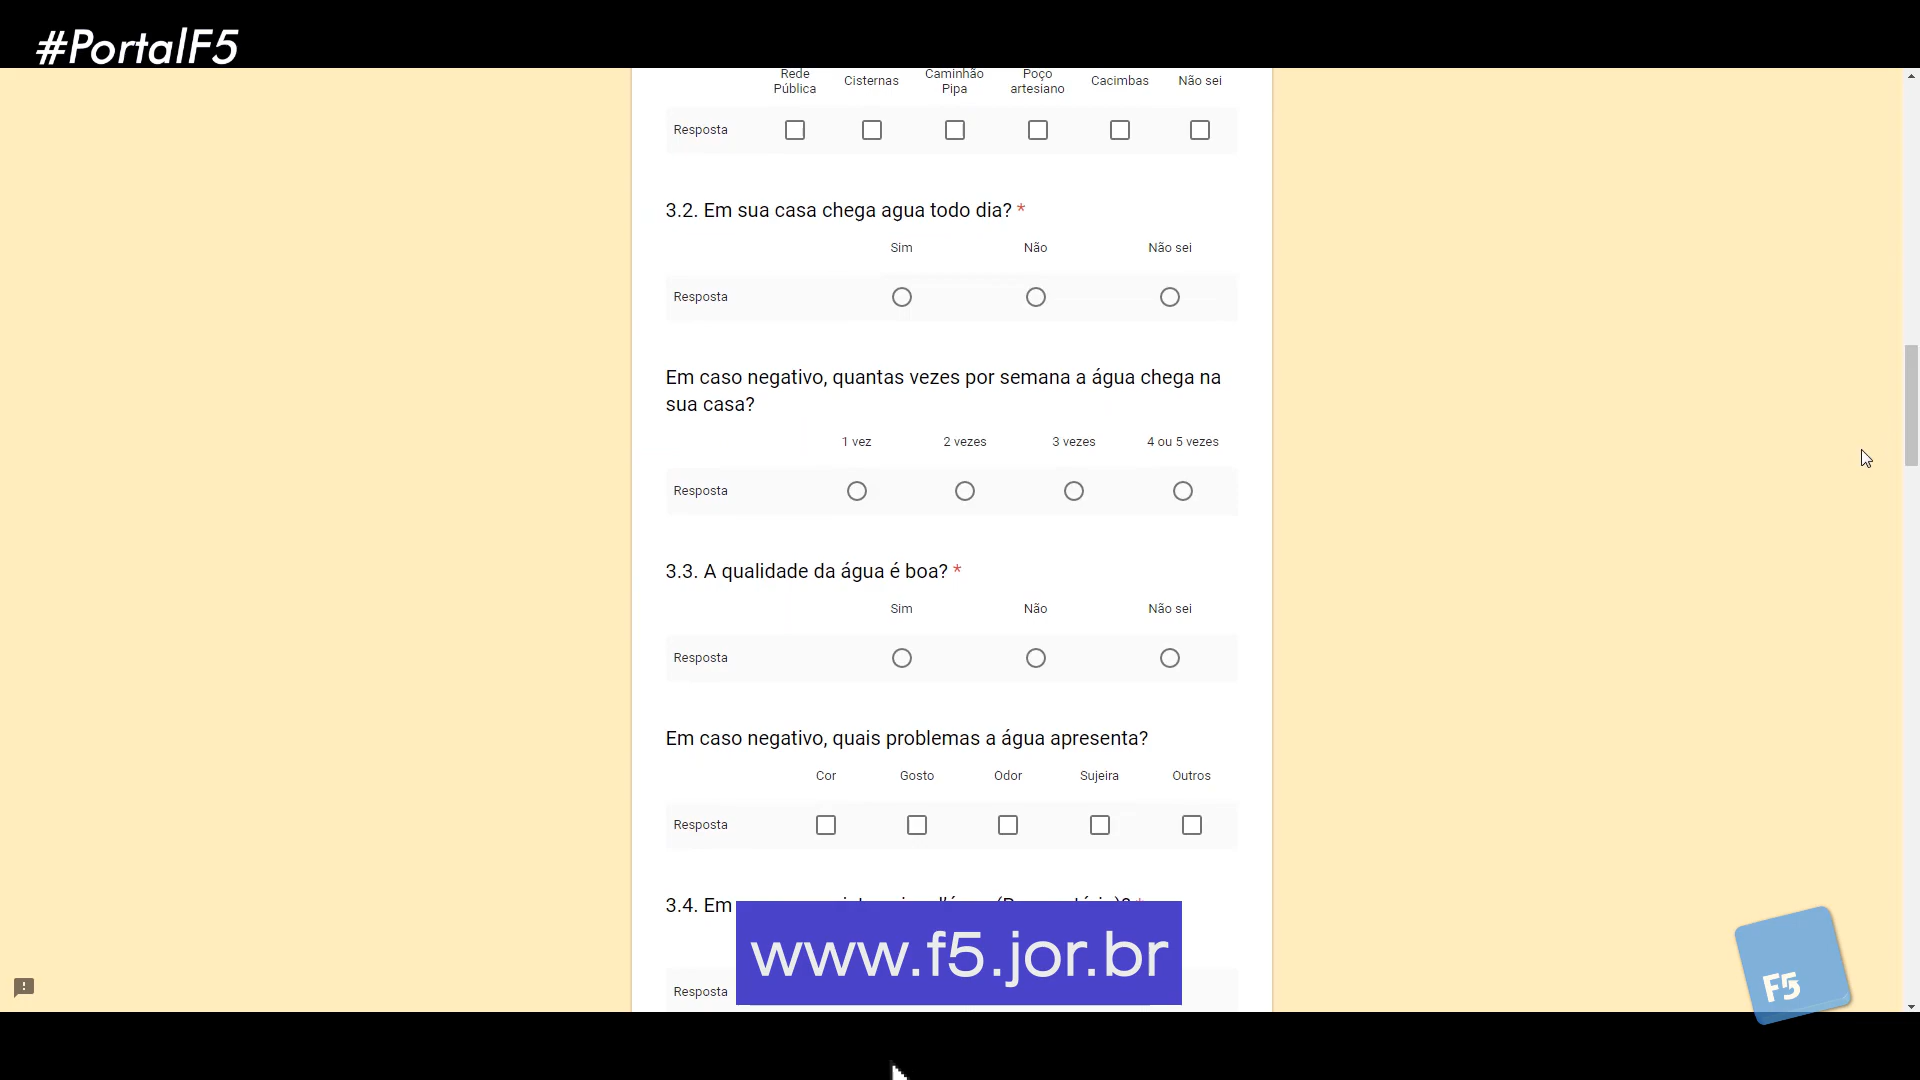 #PortalF5
Rede Pública Cisternas Caminhão Pipa Poço artesiano Cacimbas Não sei
Resposta
3.2. Em sua casa chega agua todo dia? *
Sim Não Não sei
Resposta
Em caso negativo, quantas vezes por semana a água chega na
sua casa?
1 vez 2 vezes 3 vezes 4 ou 5 vezes
Resposta
3.3. A qualidade da água é boa? *
Sim Não Não sei
Resposta
Em caso negativo, quais problemas a água apresenta?
Cor Gosto Odor Sujeira Outros
Resposta
3.4. Em
www.f5.jor.br
Resposta
F5